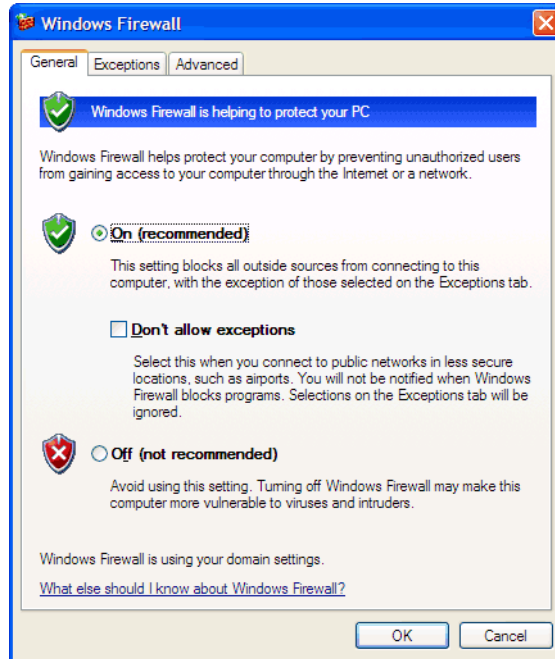 Windows Firewall
General Exceptions Advanced
Windows Firewall is helping to protect your PC
Windows Firewall helps protect your computer by preventing unauthorized users
from gaining access to your computer through the Internet or a network.
On (recommended)
This setting blocks all outside sources from connecting to this
computer, with the exception of those selected on the Exceptions tab.
Don't allow exceptions
Select this when you connect to public networks in less secure
locations, such as airports. You will not be notified when Windows
Firewall blocks programs. Selections on the Exceptions tab will be
ignored.
Off (not recommended)
Avoid using this setting. Turning off Windows Firewall may make this
computer more vulnerable to viruses and intruders.
Windows Firewall is using your domain settings.
What else should I know about Windows Firewall?
OK Cancel